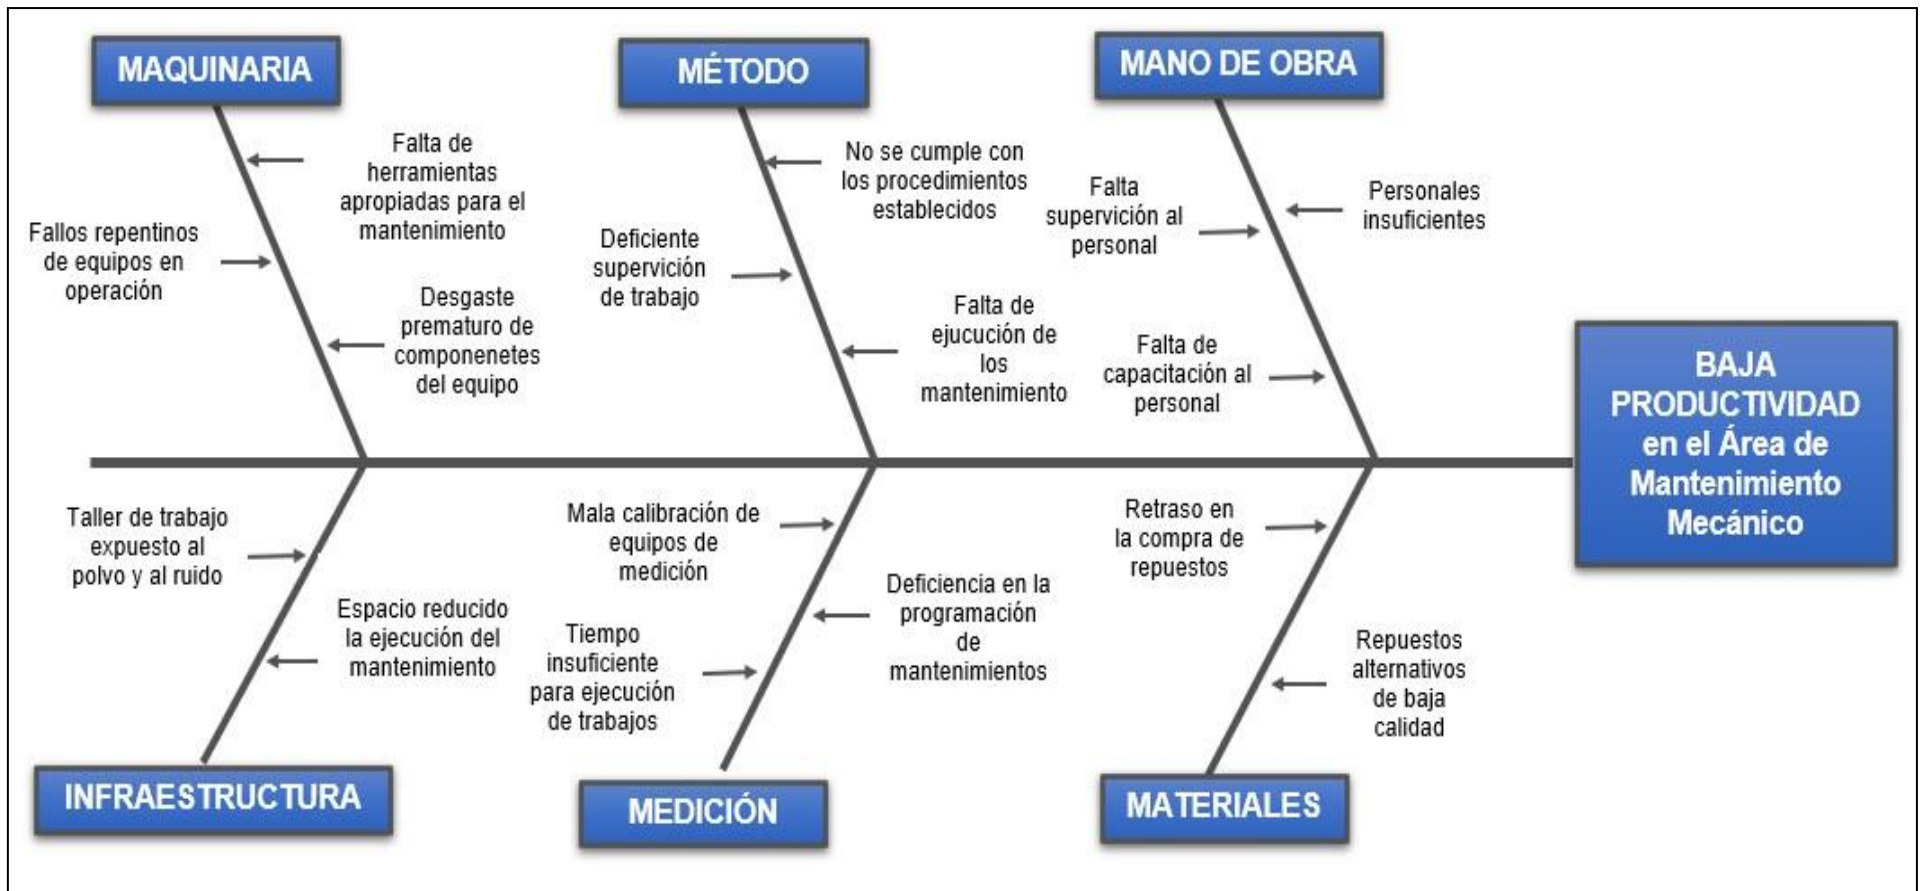 MAQUINARIA
MÉTODO
MANO DE OBRA
Falta de
herramientas
apropiadas para el
mantenimiento
Fallos repentinos
de equipos en
operación
Desgaste
prematuro de
componenetes
del equipo
No se cumple con
los procedimientos
establecidos
Deficiente
supervición
de trabajo
Falta de
ejucución de
los
mantenimiento
Falta
supervición al
personal
Personales
insuficientes
Falta de
capacitación al
personal
BAJA
PRODUCTIVIDAD
en el Área de
Mantenimiento
Mecánico
Taller de trabajo
expuesto al
polvo y al ruido
Espacio reducido
la ejecución del
mantenimiento
Mala calibración de
equipos de
medición
Tiempo
insuficiente
para ejecución
de trabajos
Deficiencia en la
programación
de
mantenimientos
Retraso en
la compra de
repuestos
Repuestos
alternativos
de baja
calidad
INFRAESTRUCTURA
MEDICIÓN
MATERIALES